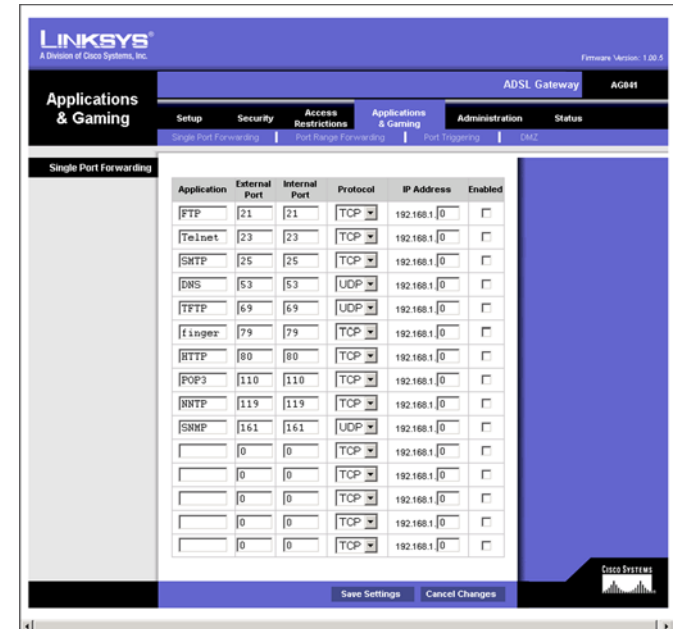 LINKSYS®
A Division of Cisco Systems, Inc.
Firmware Version: 1.00.5
ADSL Gateway AG041
Applications & Gaming
Setup Security Access Restrictions Applications & Gaming Administration Status
Single Port Forwarding Port Range Forwarding Port Triggering DMZ
Single Port Forwarding
Application External Port Internal Port Protocol IP Address Enabled
FTP 21 21 TCP 192.168.1. 0
Telnet 23 23 TCP 192.168.1. 0
SMTP 25 25 TCP 192.168.1. 0
DNS 53 53 UDP 192.168.1. 0
TFTP 69 69 UDP 192.168.1. 0
finger 79 79 TCP 192.168.1. 0
HTTP 80 80 TCP 192.168.1. 0
POP3 110 110 TCP 192.168.1. 0
NNTP 119 119 TCP 192.168.1. 0
SNMP 161 161 UDP 192.168.1. 0
0 0 TCP 192.168.1. 0
0 0 TCP 192.168.1. 0
0 0 TCP 192.168.1. 0
0 0 TCP 192.168.1. 0
0 0 TCP 192.168.1. 0
CISCO SYSTEMS
Save Settings Cancel Changes